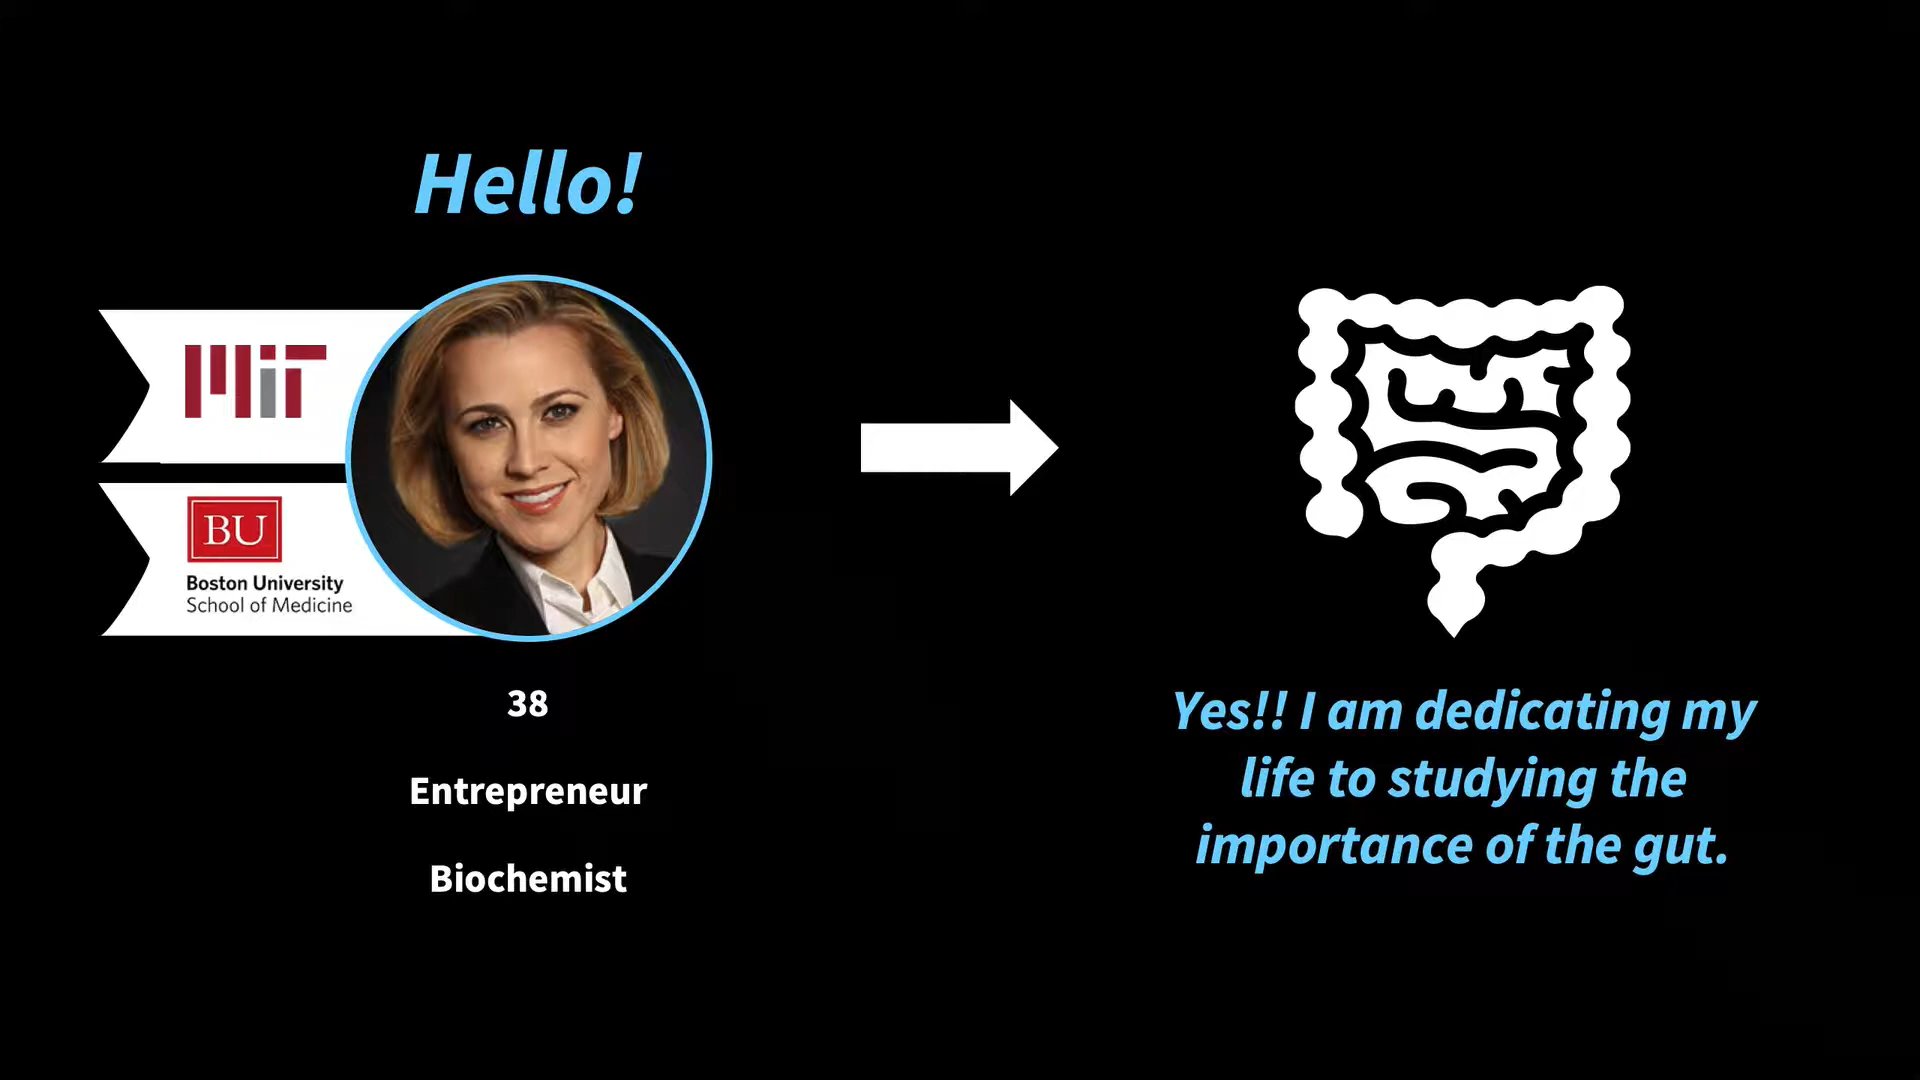 Hello!
MiT
BU
Boston University
School of Medicine
38
Entrepreneur
Biochemist
Yes!! I am dedicating my
life to studying the
importance of the gut.